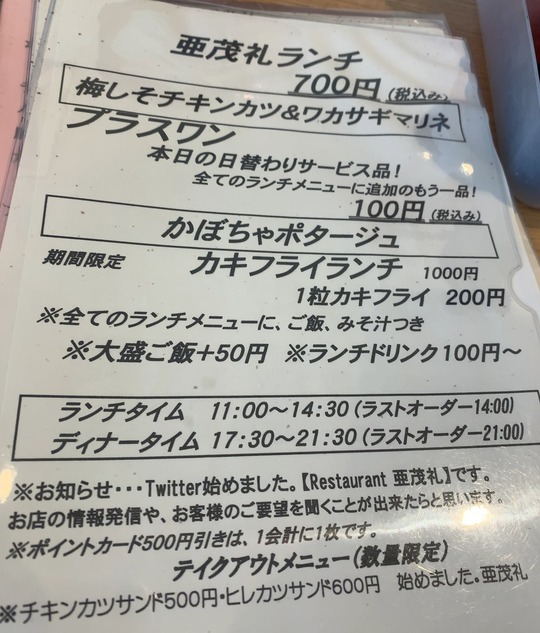 亜茂礼ランチ
700円(税込み)
梅しそチキンカツ&ワカサギマリネ
プラスワン
本日の日替わりサービス品!
全てのランチメニューに追加のもう一品!
100円(税込み)
かぼちゃポタージュ
期間限定 カキフライランチ 1000円
1粒カキフライ 200円
※全てのランチメニューに、ご飯、みそ汁つき
※大盛ご飯+50円 ※ランチドリンク100円~
ランチタイム 11:00~14:30(ラストオーダー14:00)
ディナータイム 17:30~21:30(ラストオーダー21:00)
※お知らせ・・・Twitter始めました。【Restaurant 亜茂礼】です。
お店の情報発信や、お客様のご要望を聞くことが出来たらと思います。
※ポイントカード500円引きは、1会計に1枚です。
テイクアウトメニュー(数量限定)
※チキンカツサンド500円・ヒレカツサンド600円 始めました。亜茂礼